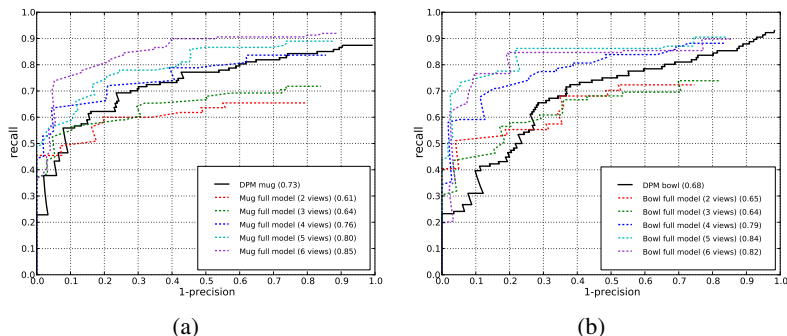 1.0
0.9
0.8
0.7
0.6
0.5
0.4
0.3
0.2
0.1
0.0
recall
DPM mug (0.73)
Mug full model (2 views) (0.61)
Mug full model (3 views) (0.64)
Mug full model (4 views) (0.76)
Mug full model (5 views) (0.80)
Mug full model (6 views) (0.85)
0.0 0.1 0.2 0.3 0.4 0.5 0.6 0.7 0.8 0.9 1.0
1-precision
(a)
1.0
0.9
0.8
0.7
0.6
0.5
0.4
0.3
0.2
0.1
0.0
recall
DPM bowl (0.68)
Bowl full model (2 views) (0.65)
Bowl full model (3 views) (0.64)
Bowl full model (4 views) (0.79)
Bowl full model (5 views) (0.84)
Bowl full model (6 views) (0.82)
0.0 0.1 0.2 0.3 0.4 0.5 0.6 0.7 0.8 0.9 1.0
1-precision
(b)